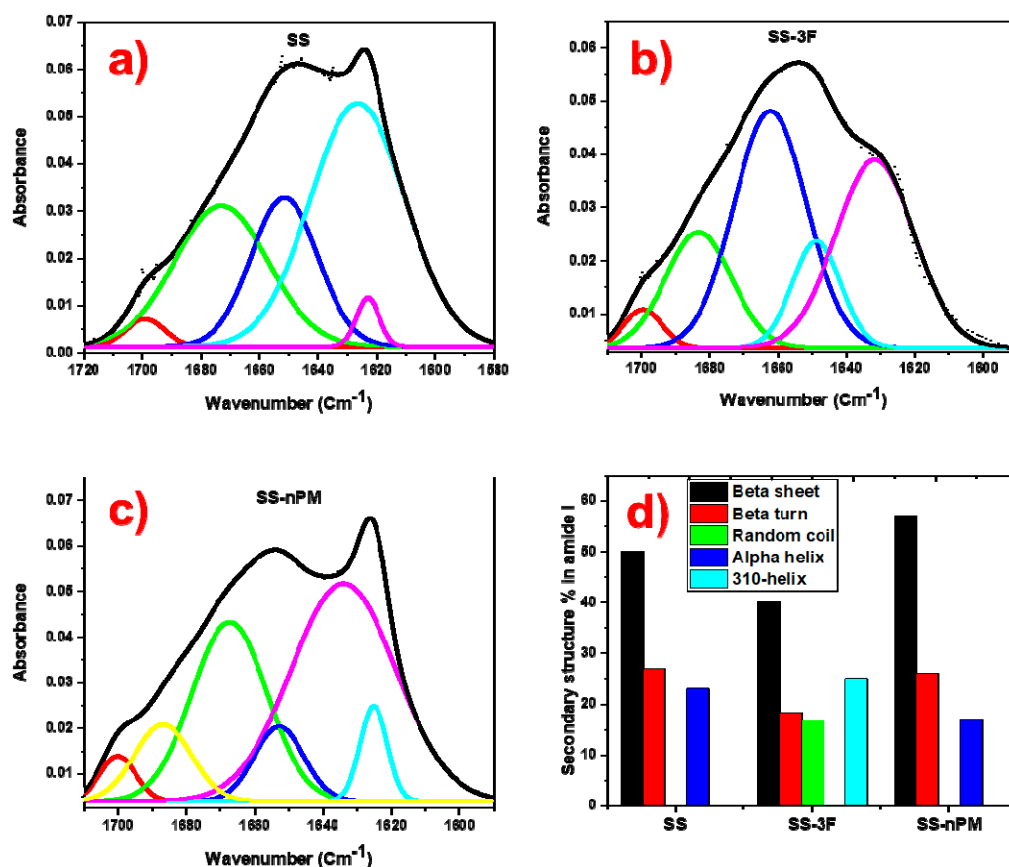 a)
SS
0.07
0.06
0.05
0.04
0.03
0.02
0.01
0.00
Absorbance
1720 1700 1680 1660 1640 1620 1600 1580
Wavenumber (Cm⁻¹)
b)
SS-3F
0.06
0.05
0.04
0.03
0.02
0.01
Absorbance
1700 1680 1660 1640 1620 1600
Wavenumber (Cm⁻¹)
c)
SS-nPM
0.07
0.06
0.05
0.04
0.03
0.02
0.01
Absorbance
1700 1680 1660 1640 1620 1600
Wavenumber (Cm⁻¹)
d)
Beta sheet
Beta turn
Random coil
Alpha helix
310-helix
60
50
40
30
20
10
0
Secondary structure % in amide I
SS SS-3F SS-nPM